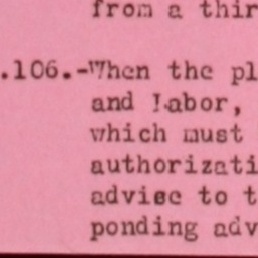 from a thir
.106.-When the pl
and Labor,
which must
authorizati
advise to t
ponding adv